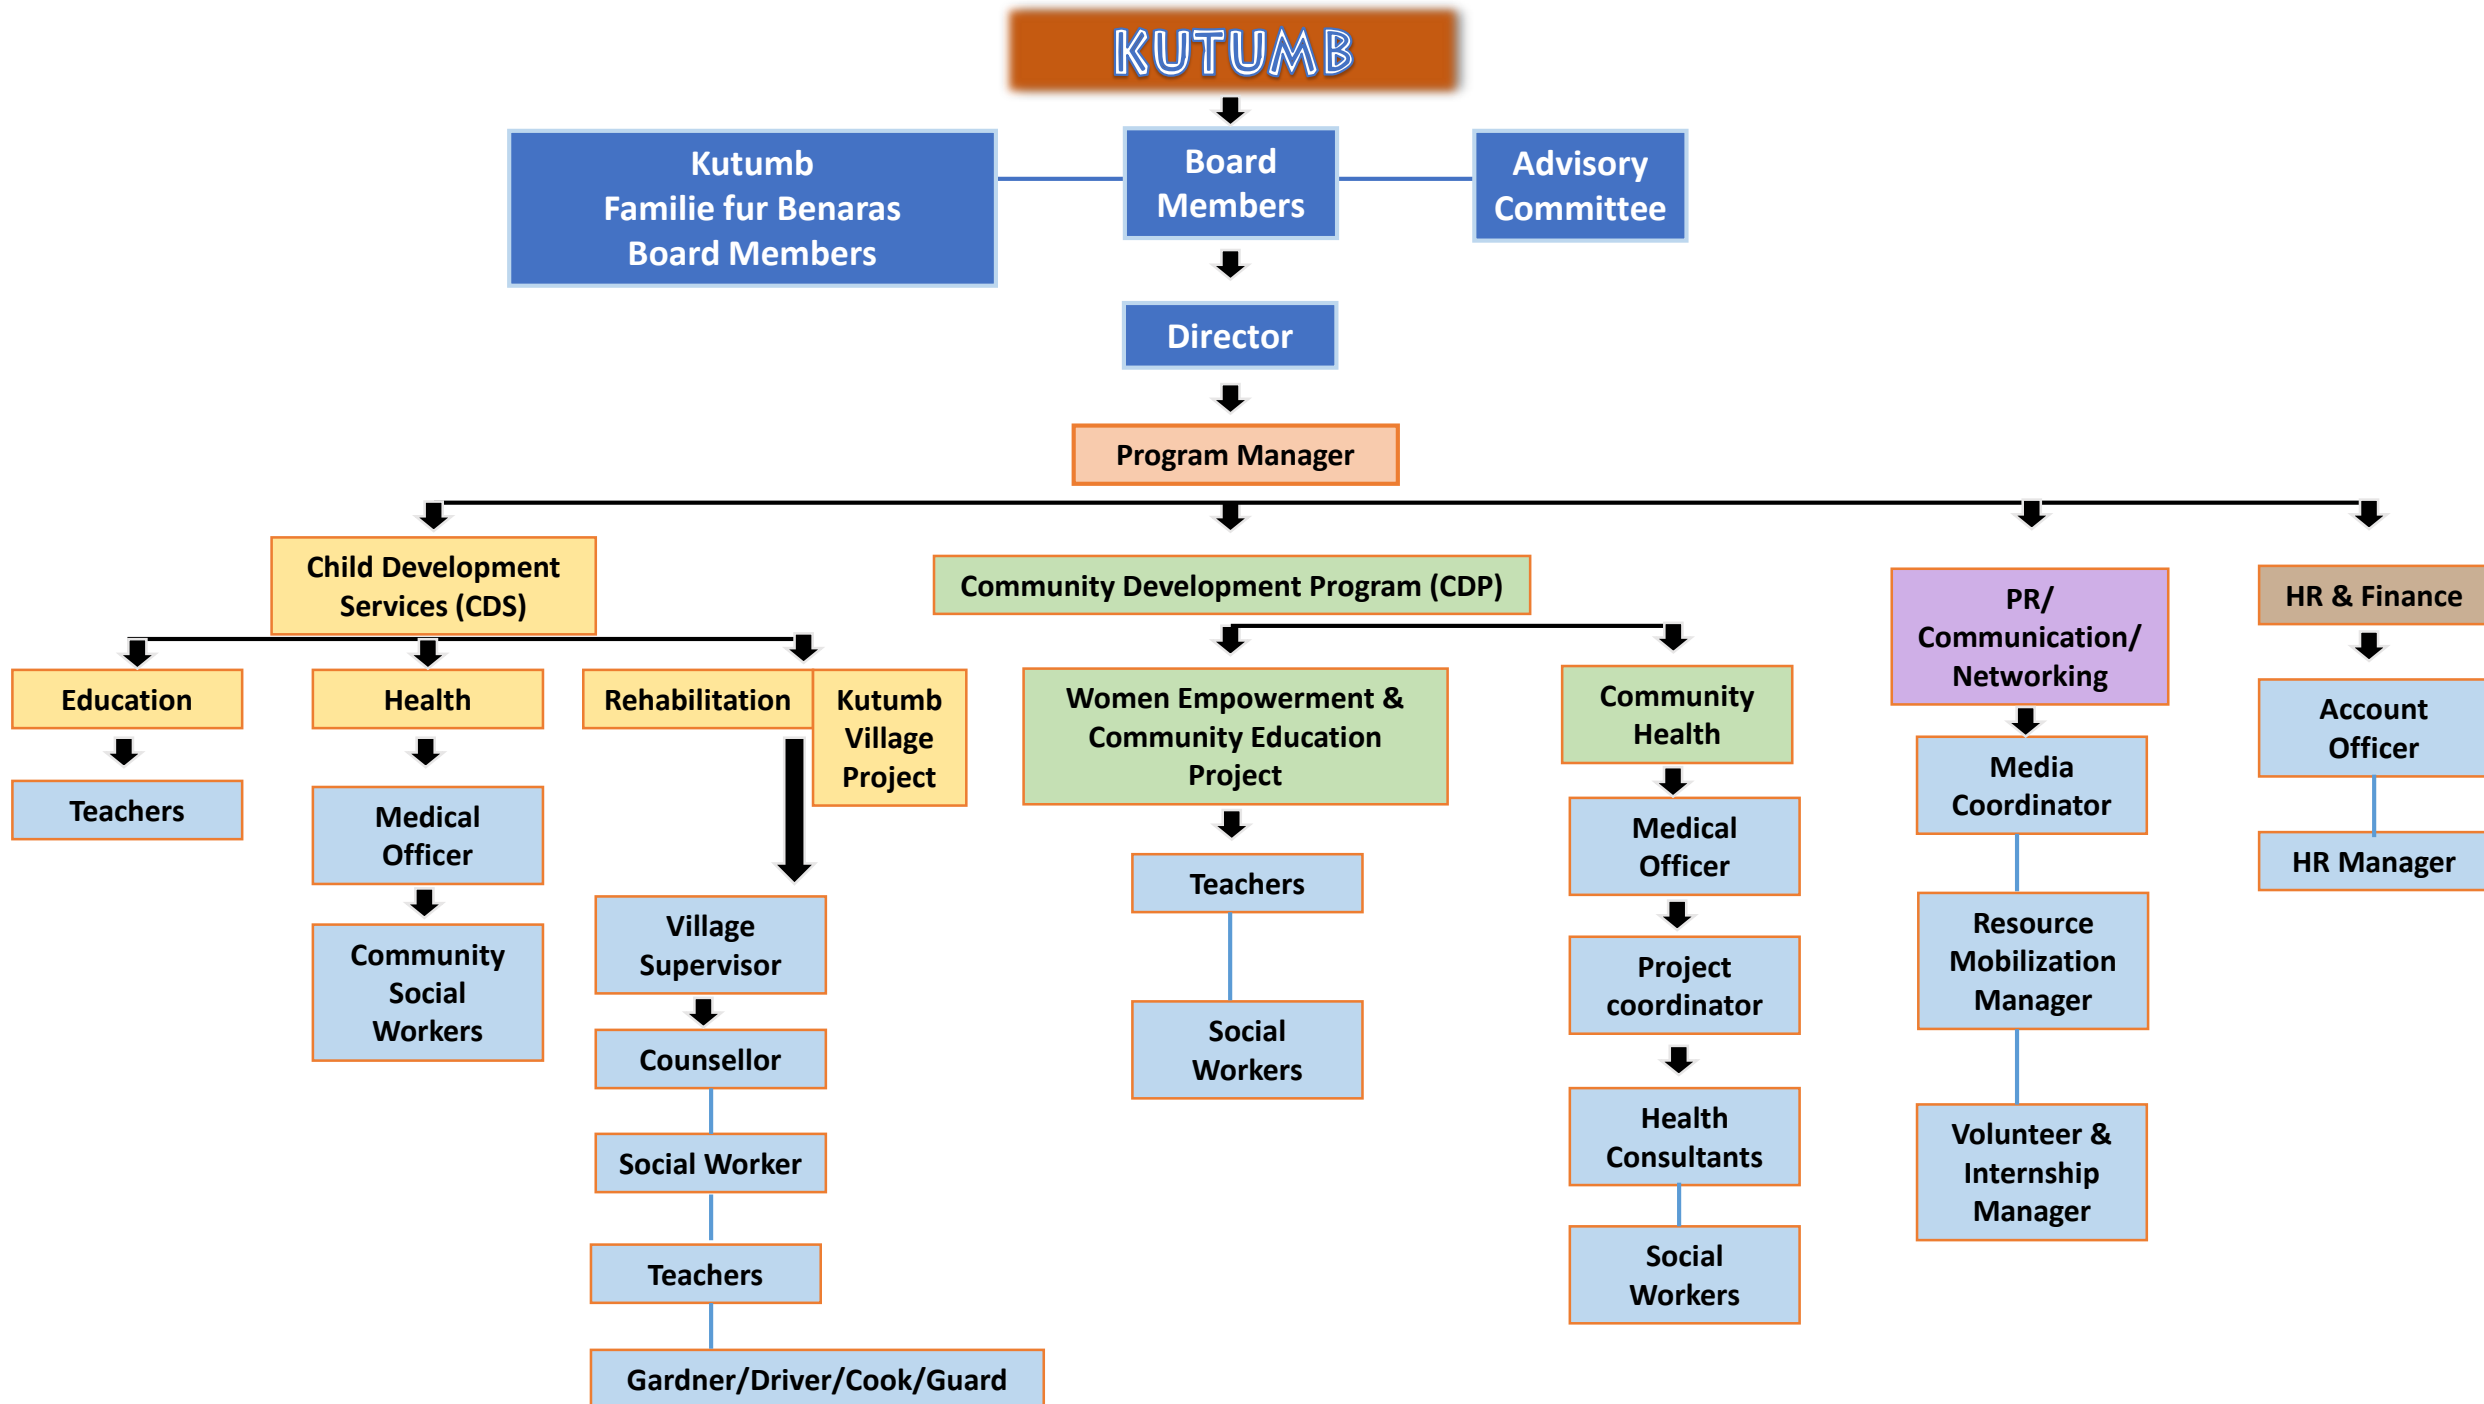 KUTUMB
Kutumb
Familie fur Benaras
Board Members
Board
Members
Advisory
Committee
Director
Program Manager
Child Development
Services (CDS)
Community Development Program (CDP)
PR/
Communication/
Networking
HR & Finance
Education
Health
Rehabilitation
Kutumb
Village
Project
Women Empowerment &
Community Education
Project
Community
Health
Account
Officer
Teachers
Medical
Officer
Media
Coordinator
Medical
Officer
HR Manager
Teachers
Community
Social
Workers
Village
Supervisor
Resource
Mobilization
Manager
Project
coordinator
Counsellor
Social
Workers
Health
Consultants
Social Worker
Volunteer &
Internship
Manager
Teachers
Social
Workers
Gardner/Driver/Cook/Guard